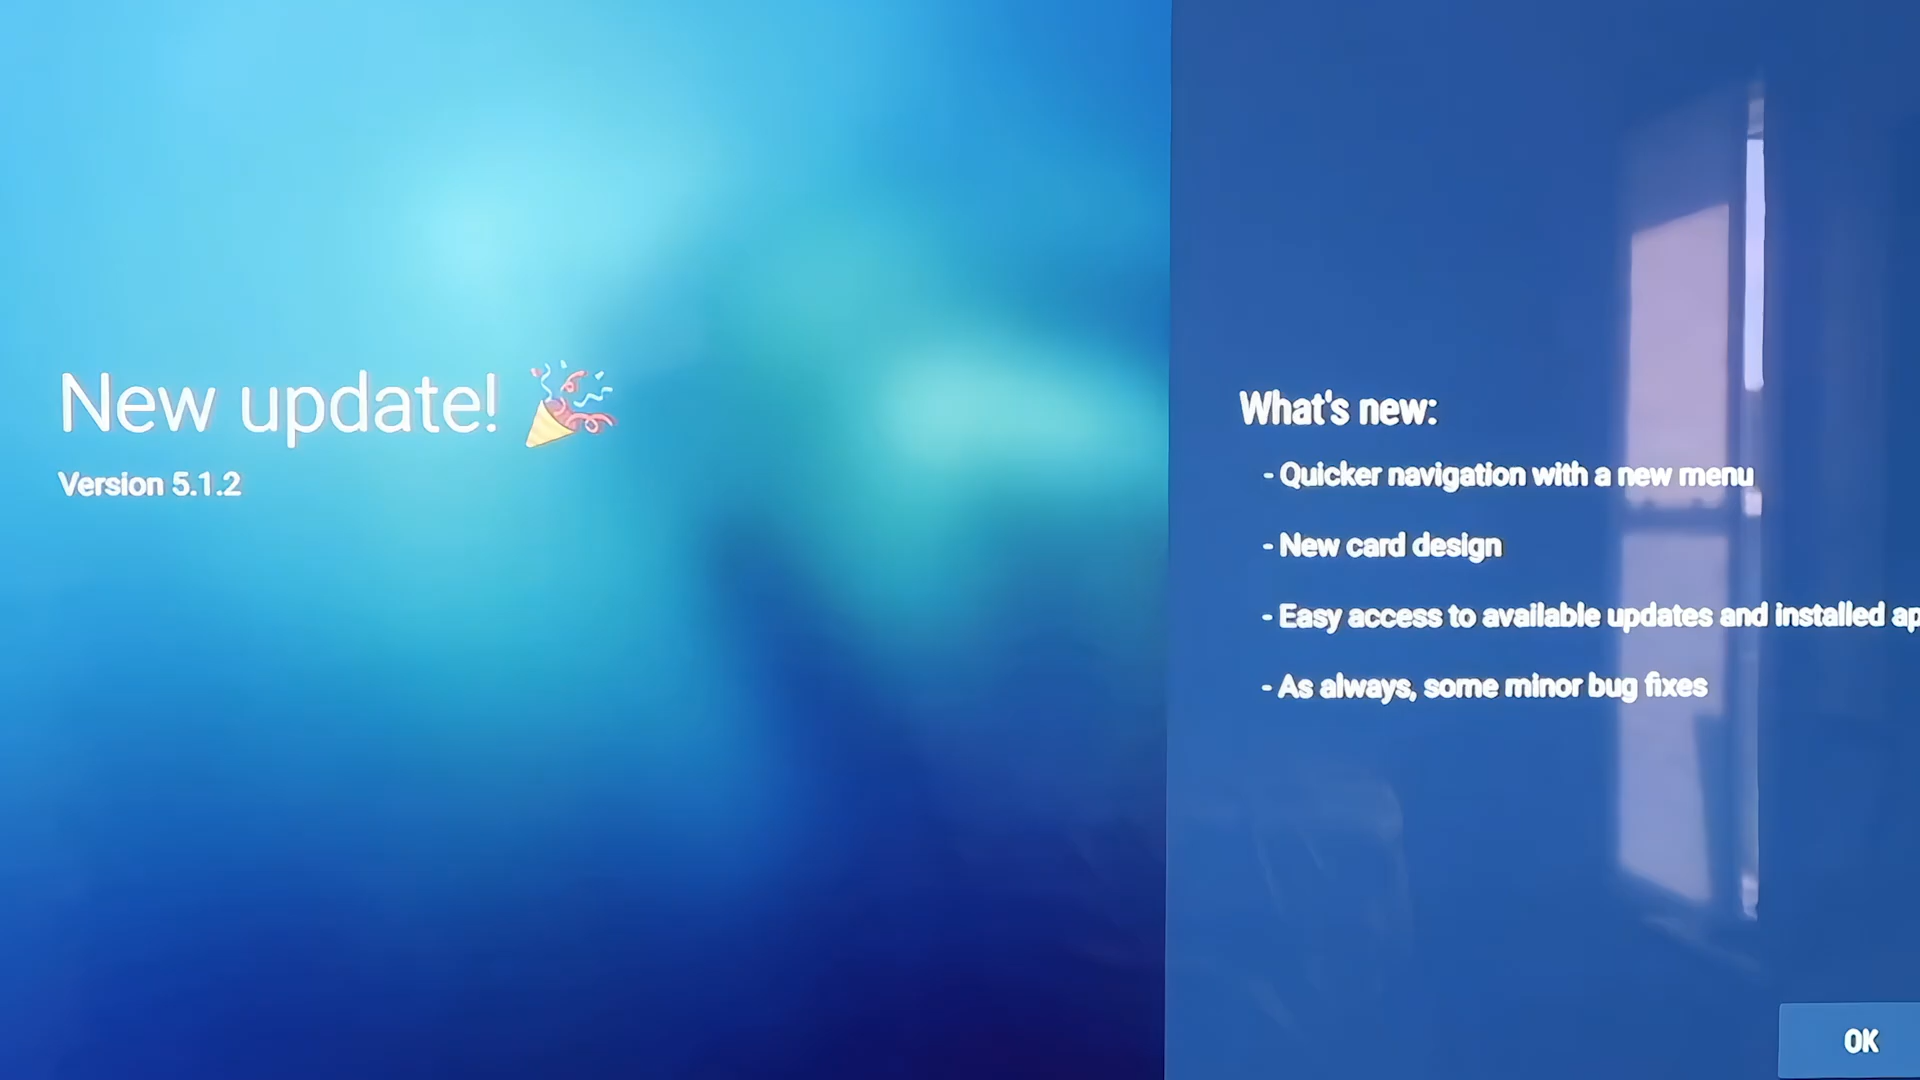 New update! 🎉
Version 5.1.2
What's new:
- Quicker navigation with a new menu
- New card design
- Easy access to available updates and installed ap
- As always, some minor bug fixes
OK